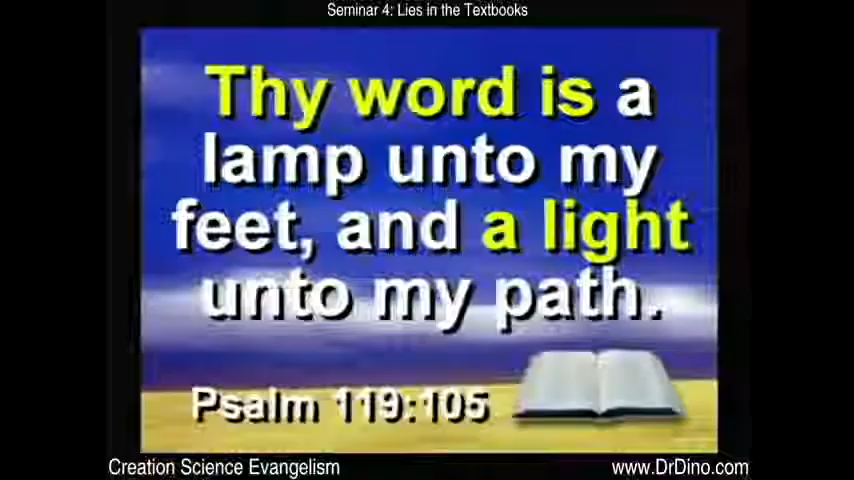 Seminar 4: Lies in the Textbooks
Thy word is a
lamp unto my
feet, and a light
unto my path.
Psalm 119:105
Creation Science Evangelism
www.DrDino.com